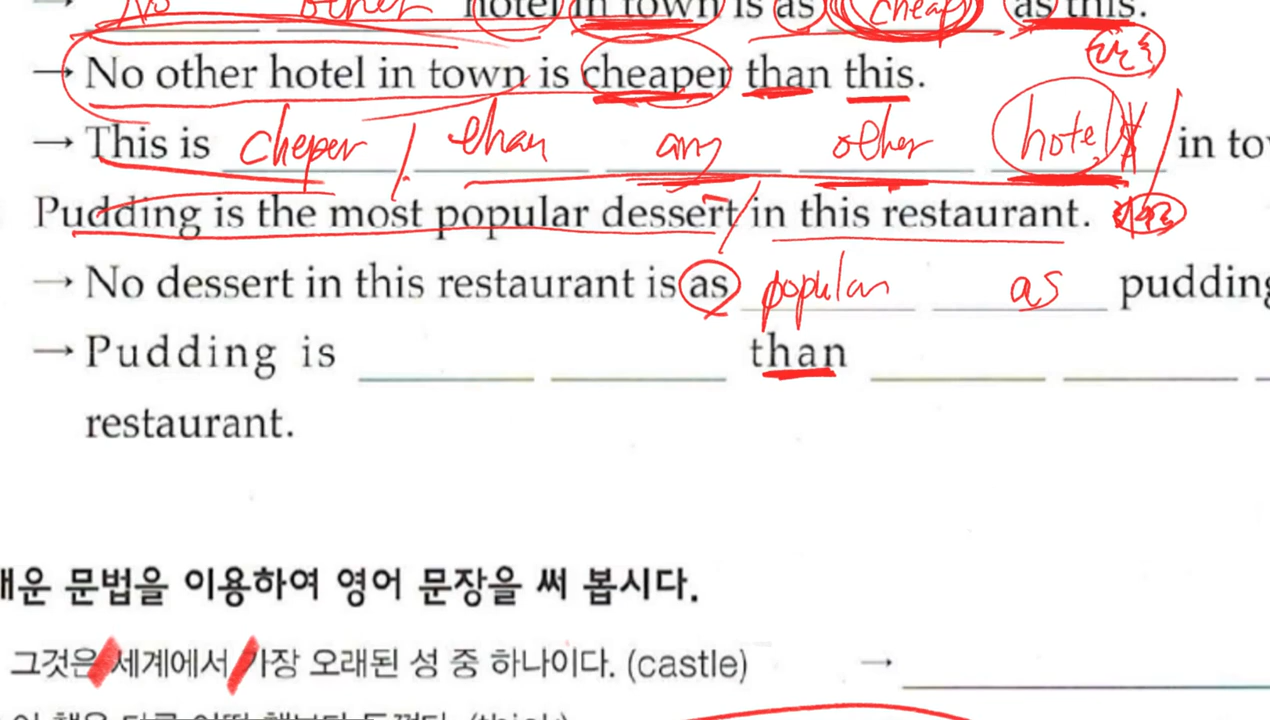 → No other hotel in town is as cheap as this.
→ No other hotel in town is cheaper than this.
→ This is cheper than any other hotel in to
Pudding is the most popular dessert in this restaurant.
→ No dessert in this restaurant is as popular as pudding
→ Pudding is than
restaurant.
배운 문법을 이용하여 영어 문장을 써 봅시다.
그것은 세계에서 가장 오래된 성 중 하나이다. (castle) →